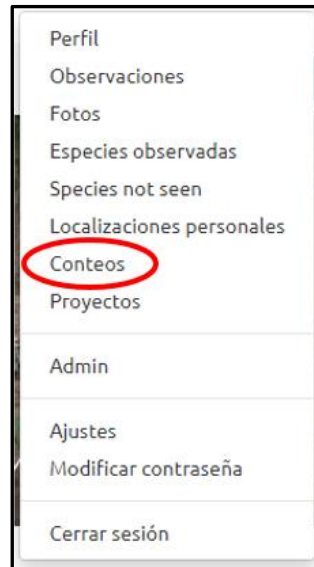 Perfil
Observaciones
Fotos
Especies observadas
Species not seen
Localizaciones personales
Conteos
Proyectos
Admin
Ajustes
Modificar contraseña
Cerrar sesión